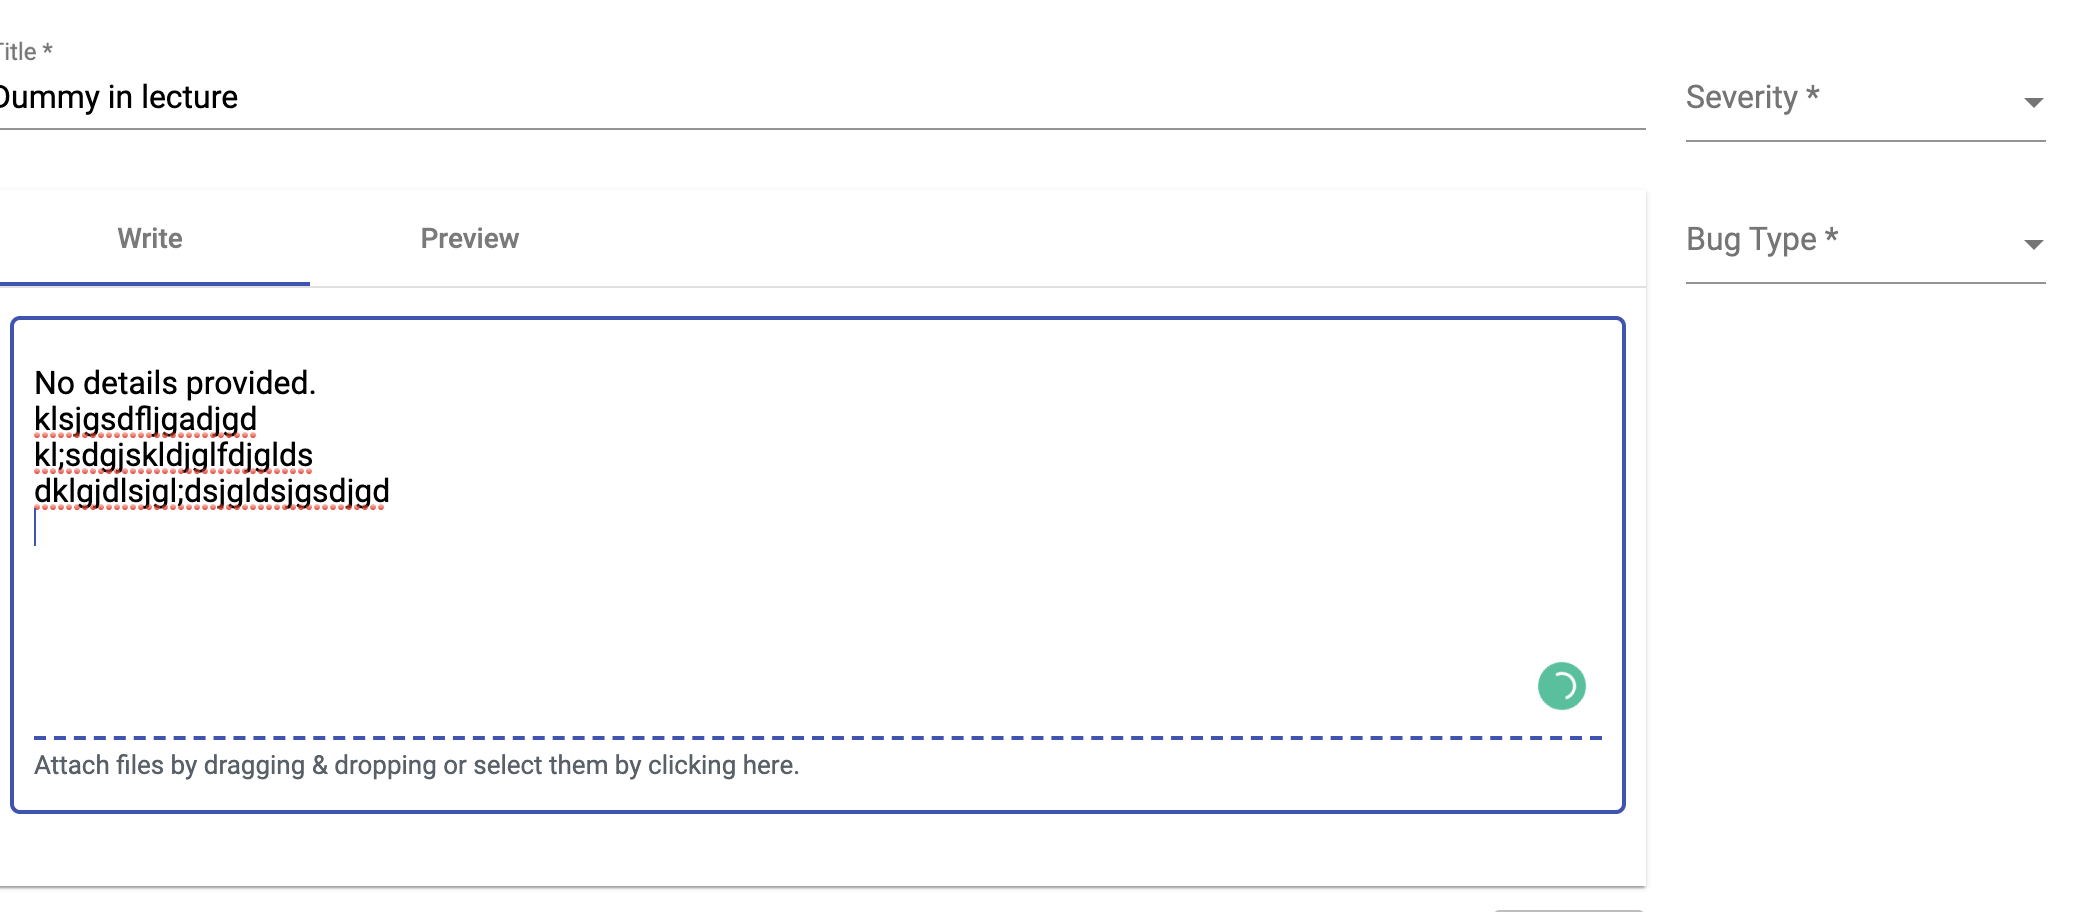 Title *
Dummy in lecture
Severity *
Write
Preview
Bug Type *
No details provided.
klsjgsdfljgadjgd
kl;sdgjskldjglfdjglds
dklgjdlsjgl;dsjgldsjgsdjgd
Attach files by dragging & dropping or select them by clicking here.